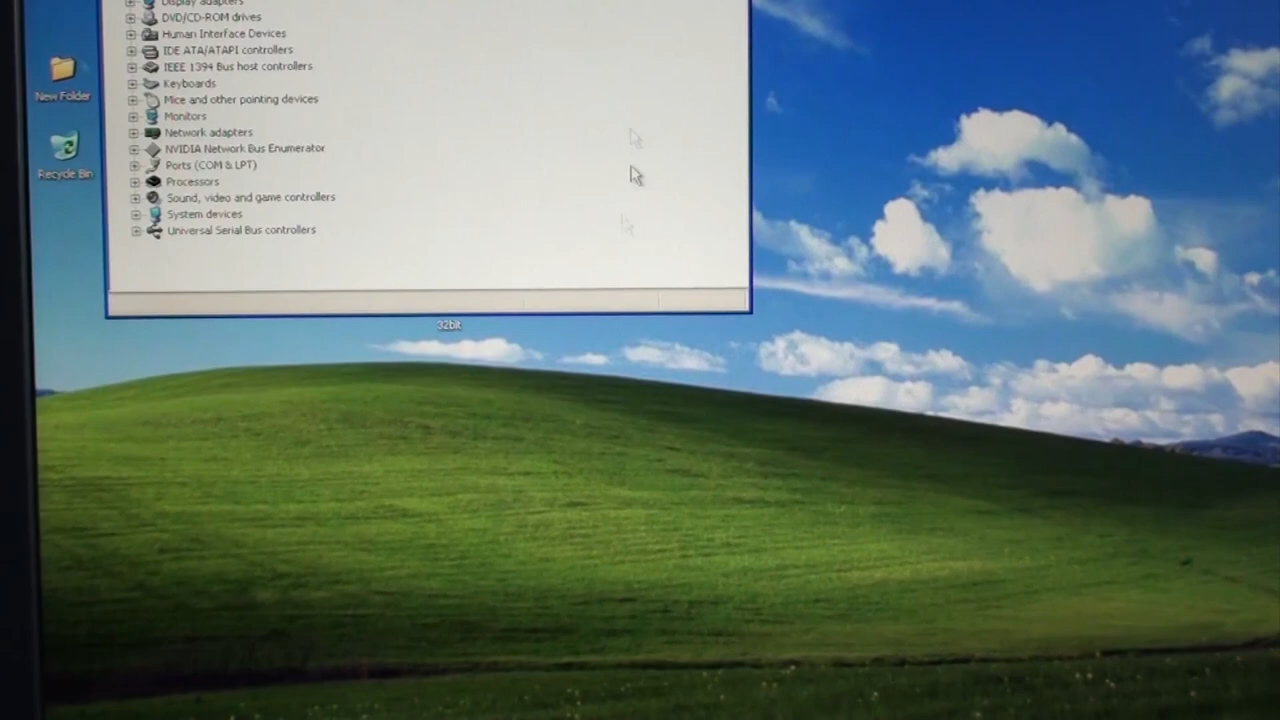 Display adapters
DVD/CD-ROM drives
Human Interface Devices
IDE ATA/ATAPI controllers
IEEE 1394 Bus host controllers
Keyboards
Mice and other pointing devices
Monitors
Network adapters
NVIDIA Network Bus Enumerator
Ports (COM & LPT)
Processors
Sound, video and game controllers
System devices
Universal Serial Bus controllers
New Folder
Recycle Bin
32bit